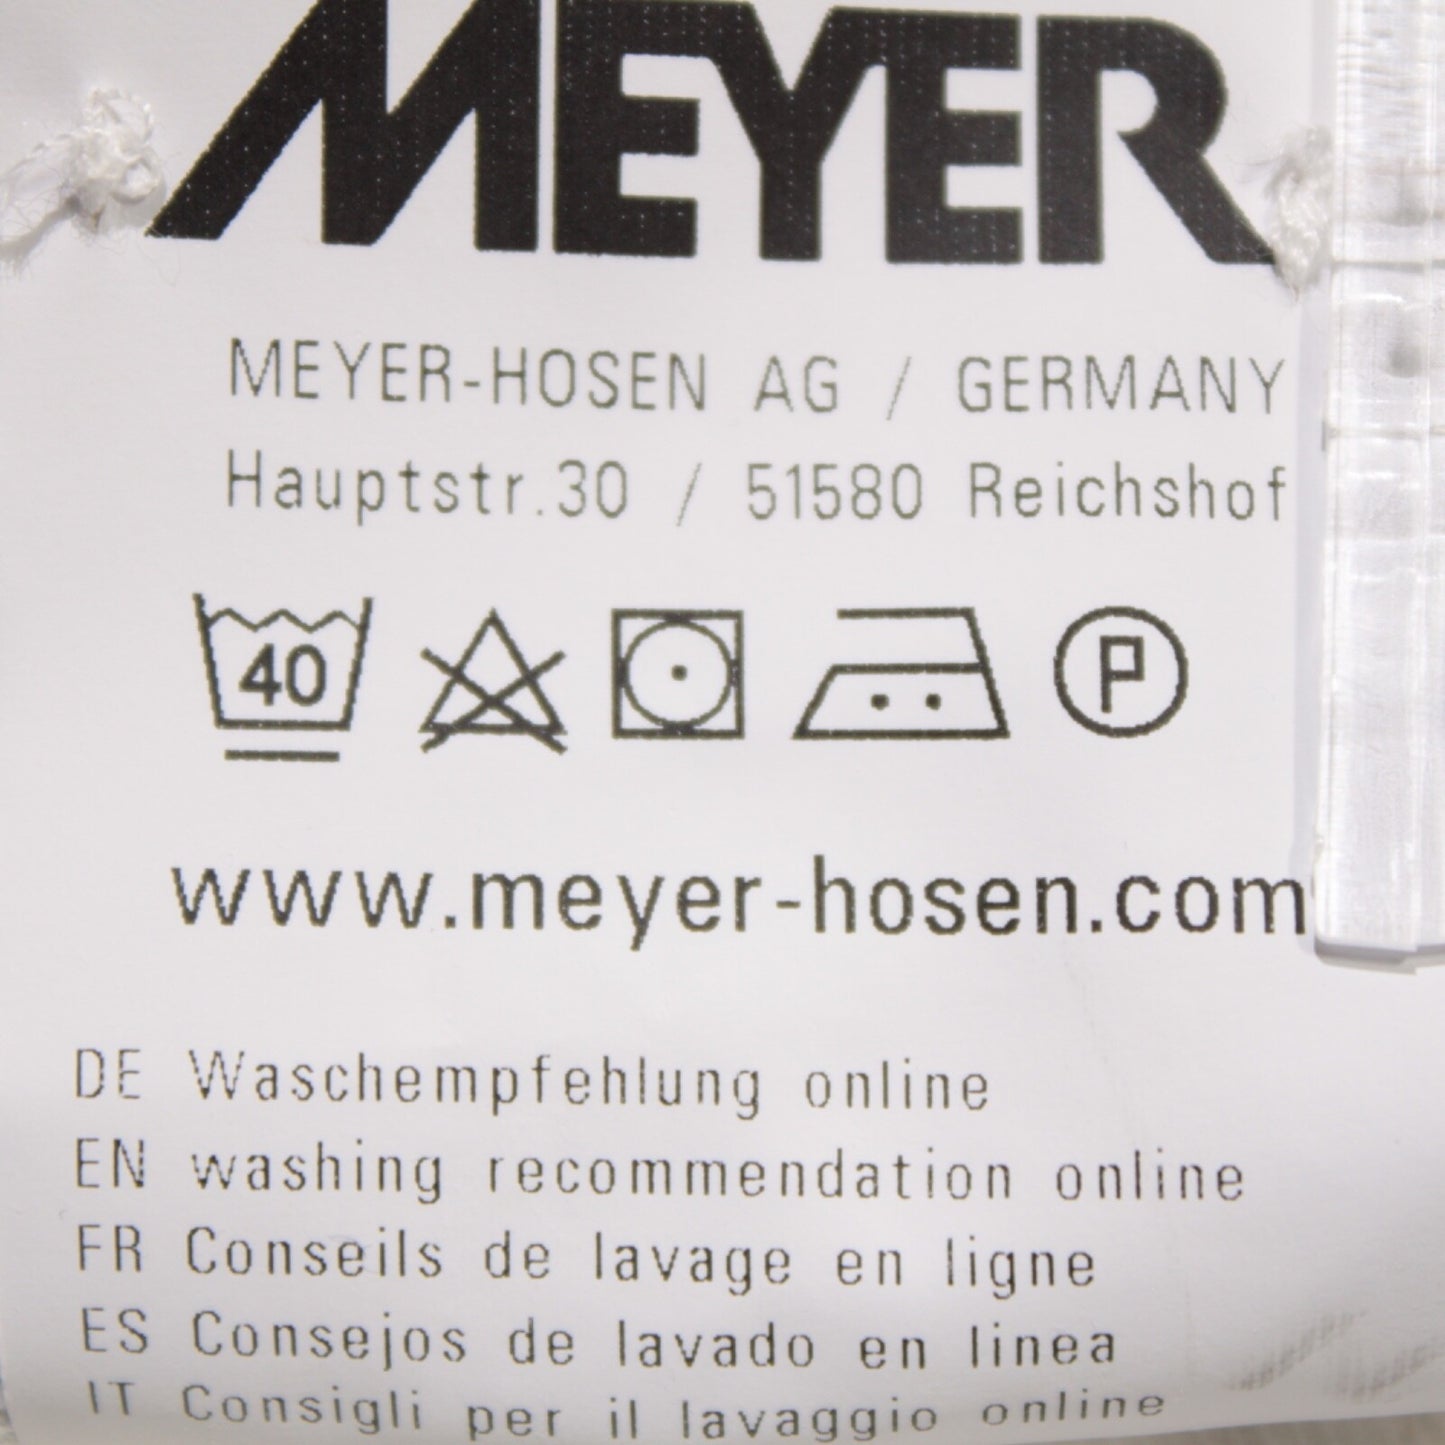 MEYER
MEYER-HOSEN AG / GERMANY
Hauptstr.30 / 51580 Reichshof
40 P
www.meyer-hosen.com
DE Waschempfehlung online
EN washing recommendation online
FR Conseils de lavage en ligne
ES Consejos de lavado en linea
IT Consigli per il lavaggio online